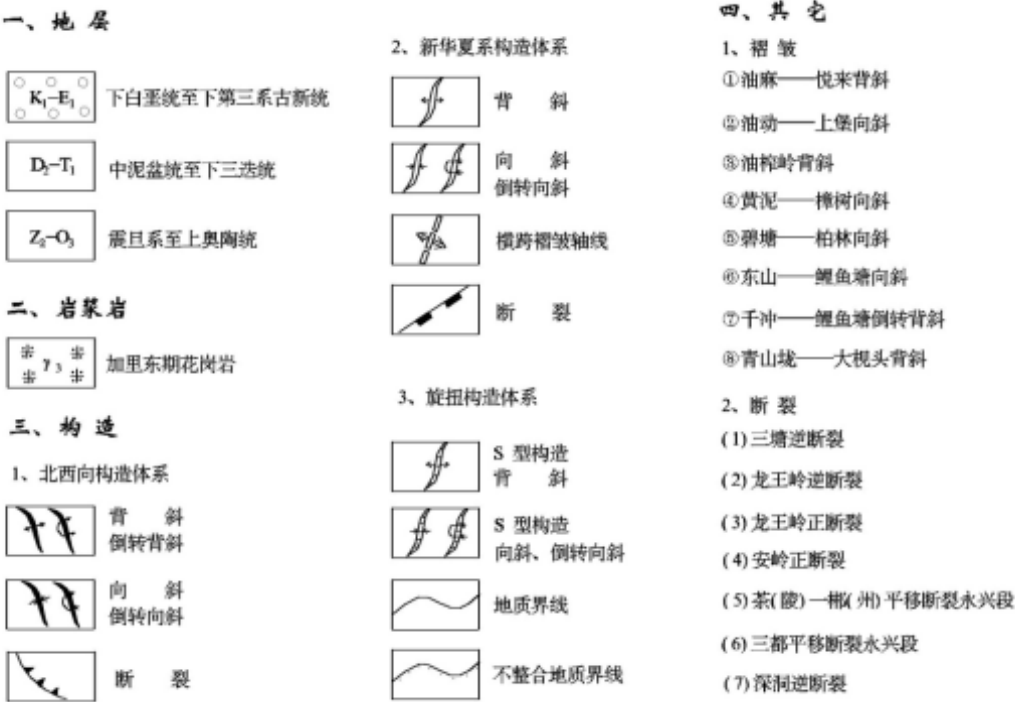 一、地 层
K₁-E₁ 下白垩统至下第三系古新统
D₂-T₁ 中泥盆统至下三迭统
Z₂-O₃ 震旦系至上奥陶统
二、岩浆岩
γ₃ 加里东期花岗岩
三、构 造
1、北西向构造体系
背 斜
倒转背斜
向 斜
倒转向斜
断 裂
2、新华夏系构造体系
背 斜
向 斜
倒转向斜
横跨褶皱轴线
断 裂
3、旋扭构造体系
S 型构造
背 斜
S 型构造
向斜、倒转向斜
地质界线
不整合地质界线
四、其 它
1、褶 皱
①油麻——悦来背斜
②油动——上堡向斜
③油榨岭背斜
④黄泥——樟树向斜
⑤碧塘——柏林向斜
⑥东山——鲤鱼塘向斜
⑦千冲——鲤鱼塘倒转背斜
⑧青山垅——大枧头背斜
2、断 裂
(1)三塘逆断裂
(2)龙王岭逆断裂
(3)龙王岭正断裂
(4)安岭正断裂
(5)茶(陵)一郴(州)平移断裂永兴段
(6)三都平移断裂永兴段
(7)深洞逆断裂